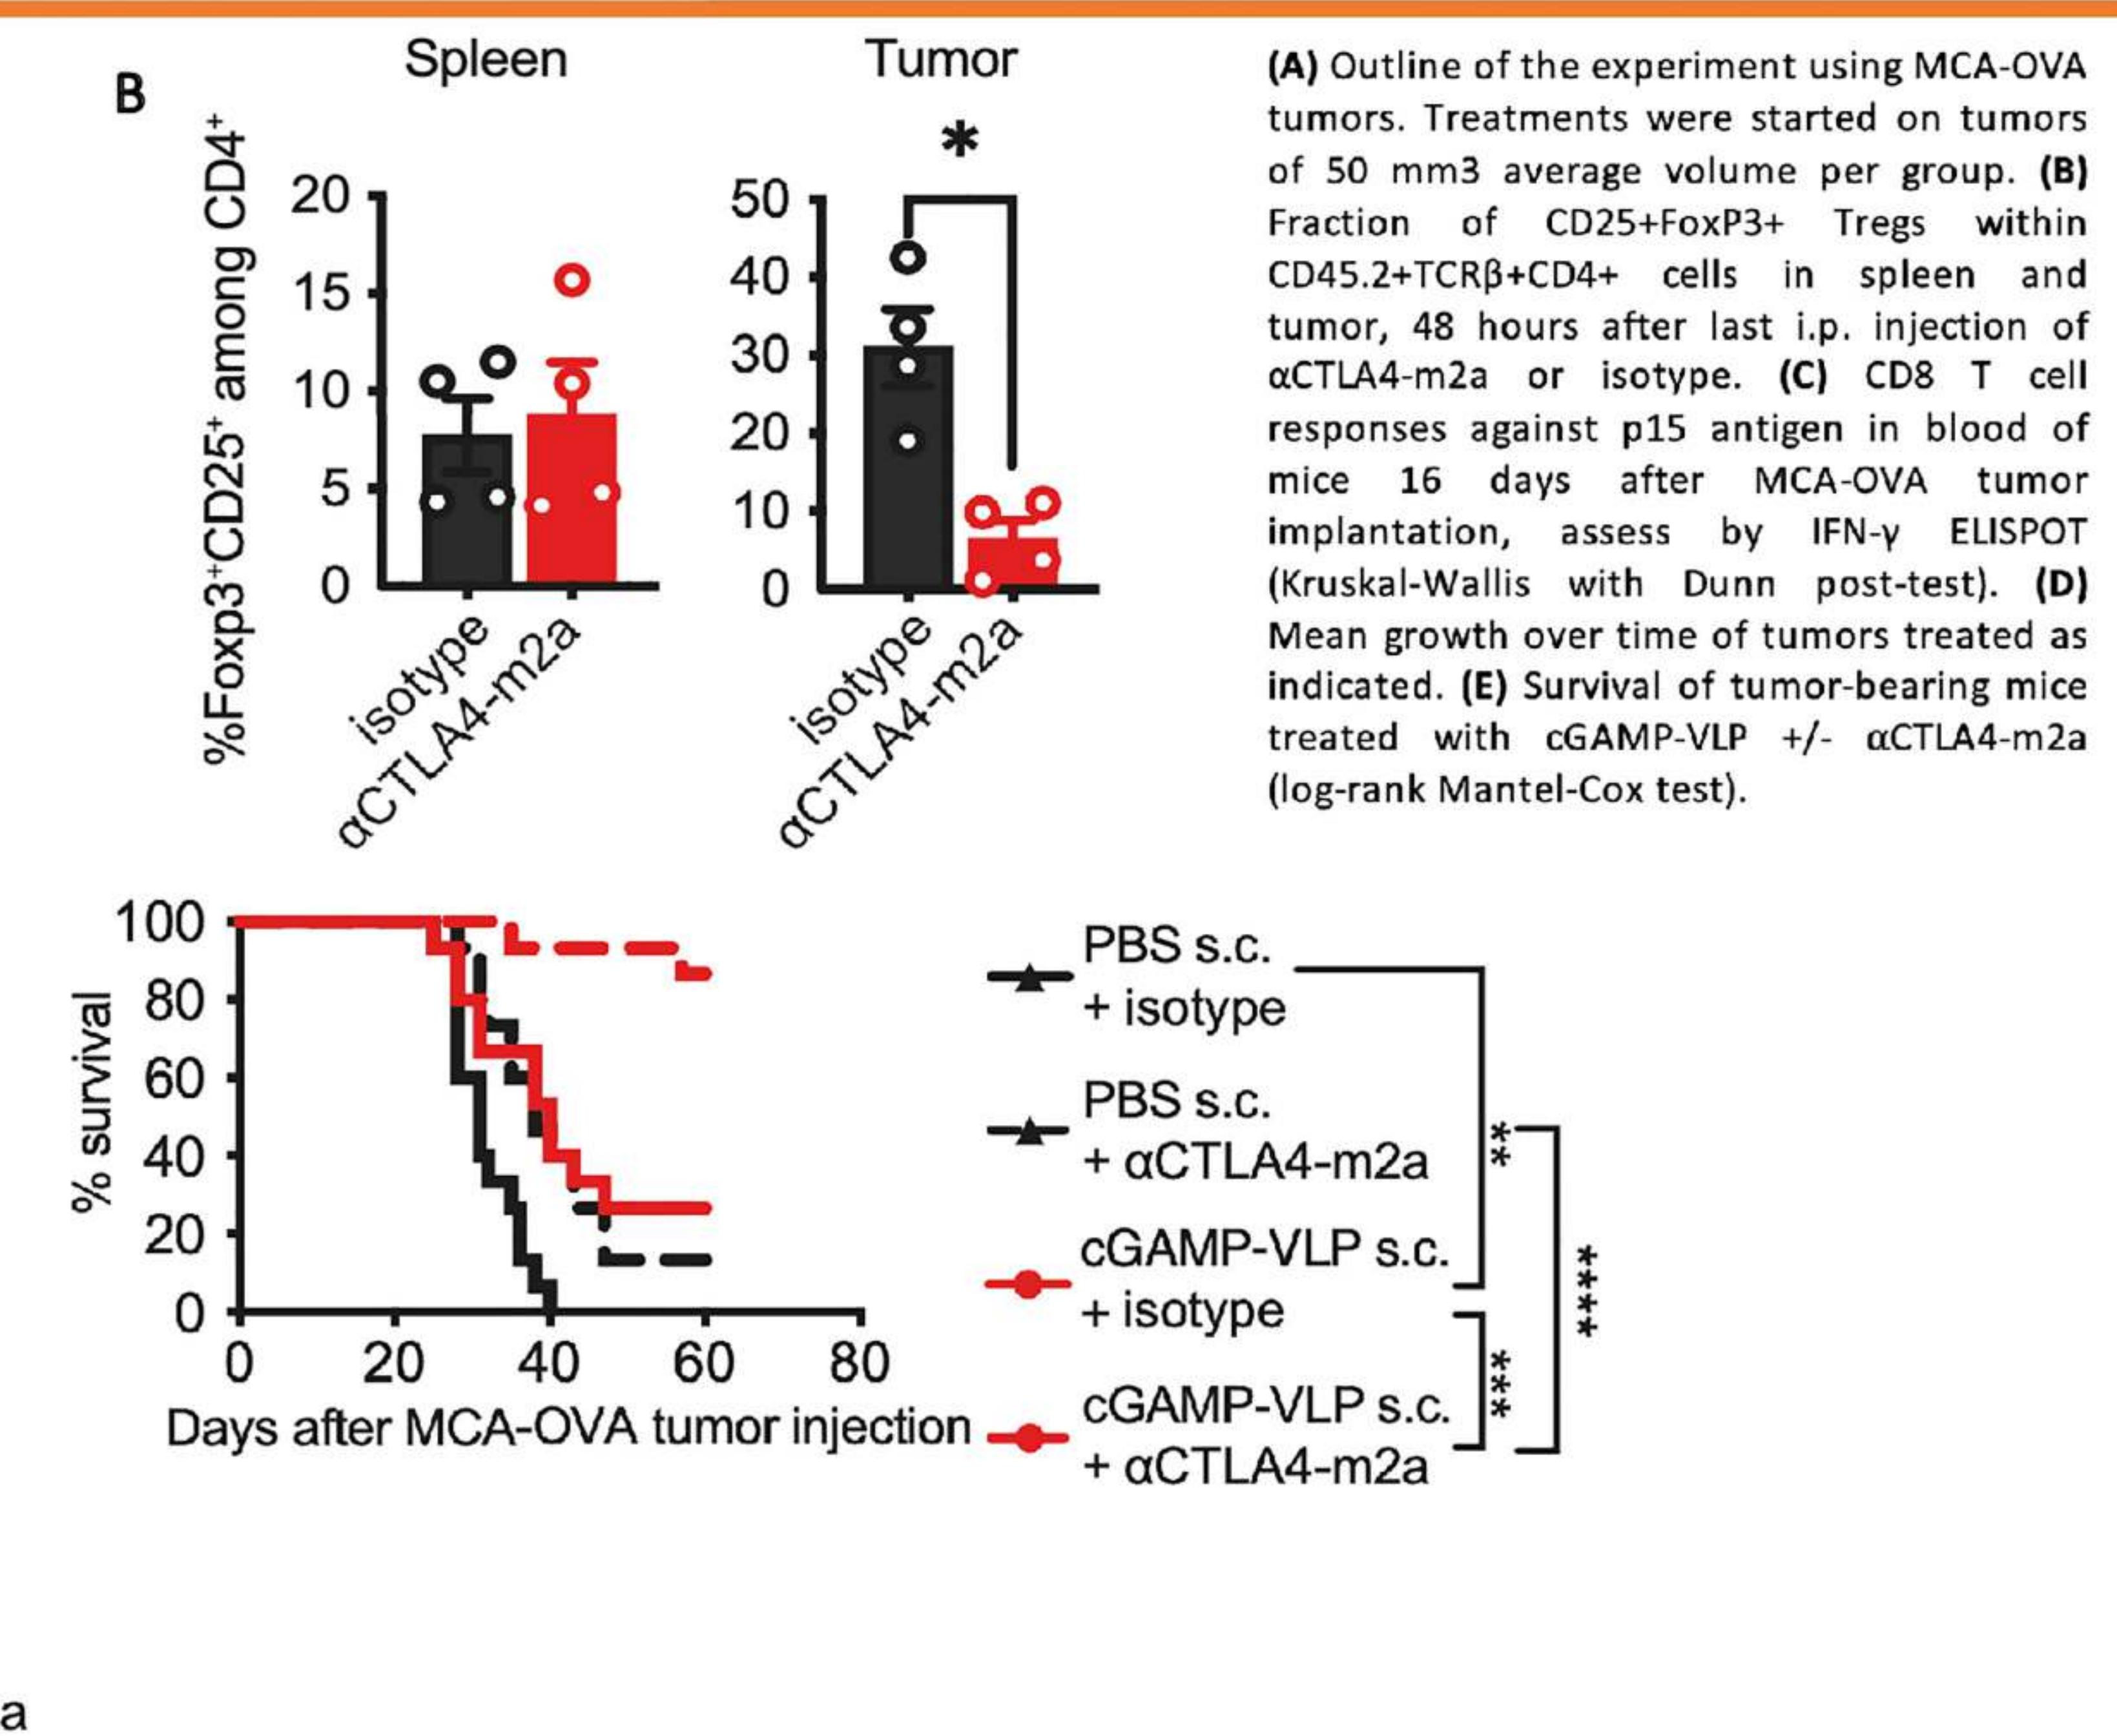 B
Spleen
Tumor
*
%Foxp3⁺CD25⁺ among CD4⁺
20
15
10
5
0
isotype
αCTLA4-m2a
50
40
30
20
10
0
isotype
αCTLA4-m2a
(A) Outline of the experiment using MCA-OVA
tumors. Treatments were started on tumors
of 50 mm3 average volume per group. (B)
Fraction of CD25+FoxP3+ Tregs within
CD45.2+TCRβ+CD4+ cells in spleen and
tumor, 48 hours after last i.p. injection of
αCTLA4-m2a or isotype. (C) CD8 T cell
responses against p15 antigen in blood of
mice 16 days after MCA-OVA tumor
implantation, assess by IFN-γ ELISPOT
(Kruskal-Wallis with Dunn post-test). (D)
Mean growth over time of tumors treated as
indicated. (E) Survival of tumor-bearing mice
treated with cGAMP-VLP +/- αCTLA4-m2a
(log-rank Mantel-Cox test).
% survival
100
80
60
40
20
0
0 20 40 60 80
Days after MCA-OVA tumor injection
PBS s.c.
+ isotype
PBS s.c.
+ αCTLA4-m2a
cGAMP-VLP s.c.
+ isotype
cGAMP-VLP s.c.
+ αCTLA4-m2a
**
***
****
a